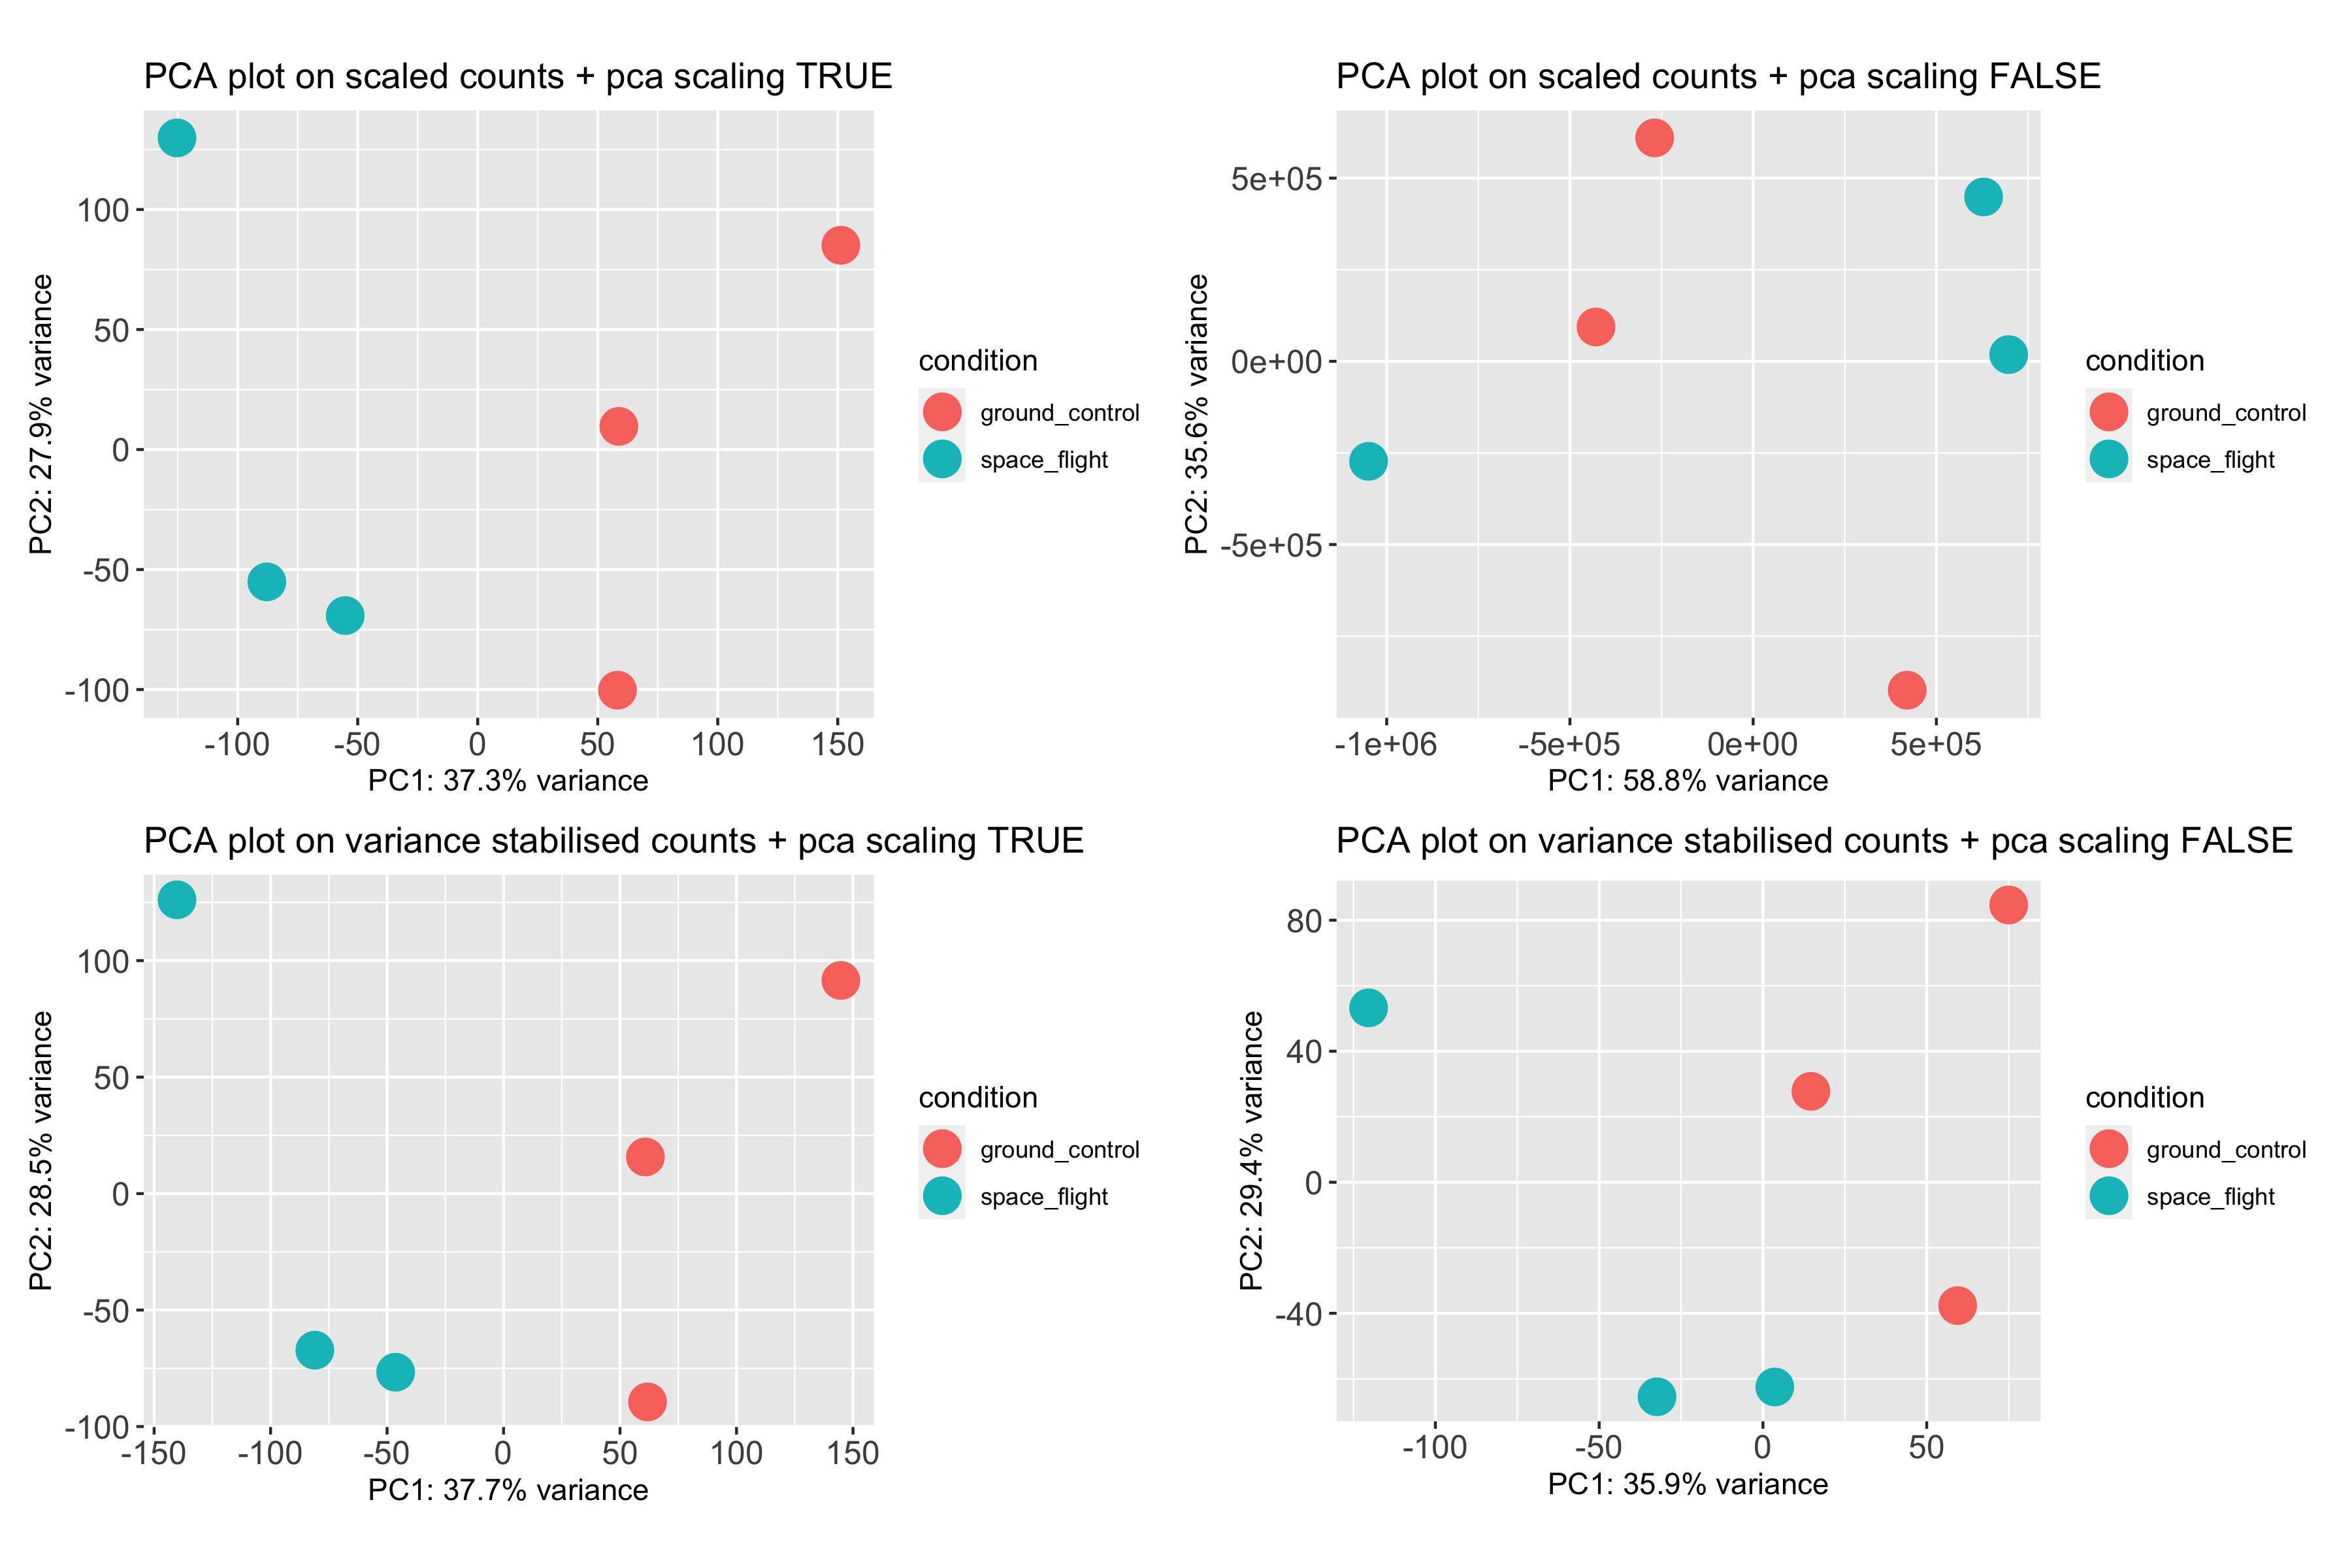 PCA plot on scaled counts + pca scaling TRUE
PC2: 27.9% variance
100
50
0
-50
-100
-100 -50 0 50 100 150
PC1: 37.3% variance
condition
ground_control
space_flight
PCA plot on scaled counts + pca scaling FALSE
PC2: 35.6% variance
5e+05
0e+00
-5e+05
-1e+06 -5e+05 0e+00 5e+05
PC1: 58.8% variance
condition
ground_control
space_flight
PCA plot on variance stabilised counts + pca scaling TRUE
PC2: 28.5% variance
100
50
0
-50
-100
-150 -100 -50 0 50 100 150
PC1: 37.7% variance
condition
ground_control
space_flight
PCA plot on variance stabilised counts + pca scaling FALSE
PC2: 29.4% variance
80
40
0
-40
-100 -50 0 50
PC1: 35.9% variance
condition
ground_control
space_flight